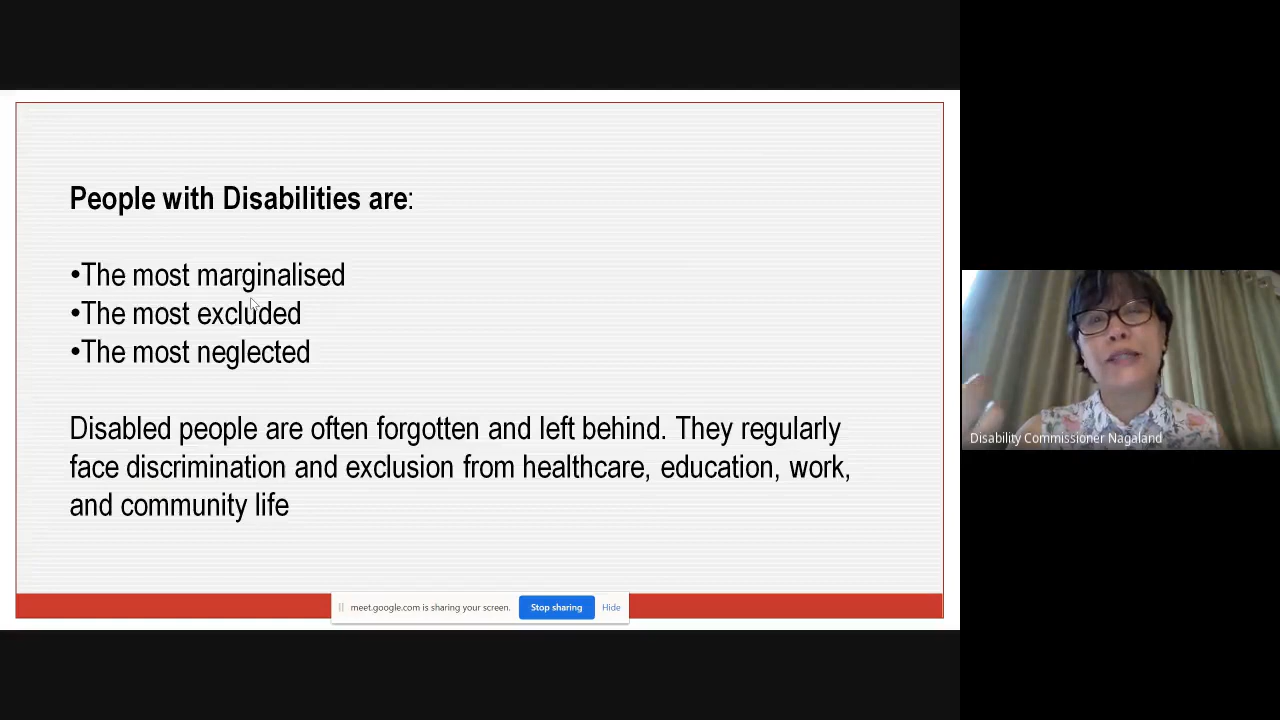 People with Disabilities are:
•The most marginalised
•The most excluded
•The most neglected
Disabled people are often forgotten and left behind. They regularly
face discrimination and exclusion from healthcare, education, work,
and community life
meet.google.com is sharing your screen. Stop sharing Hide
Disability Commissioner Nagaland